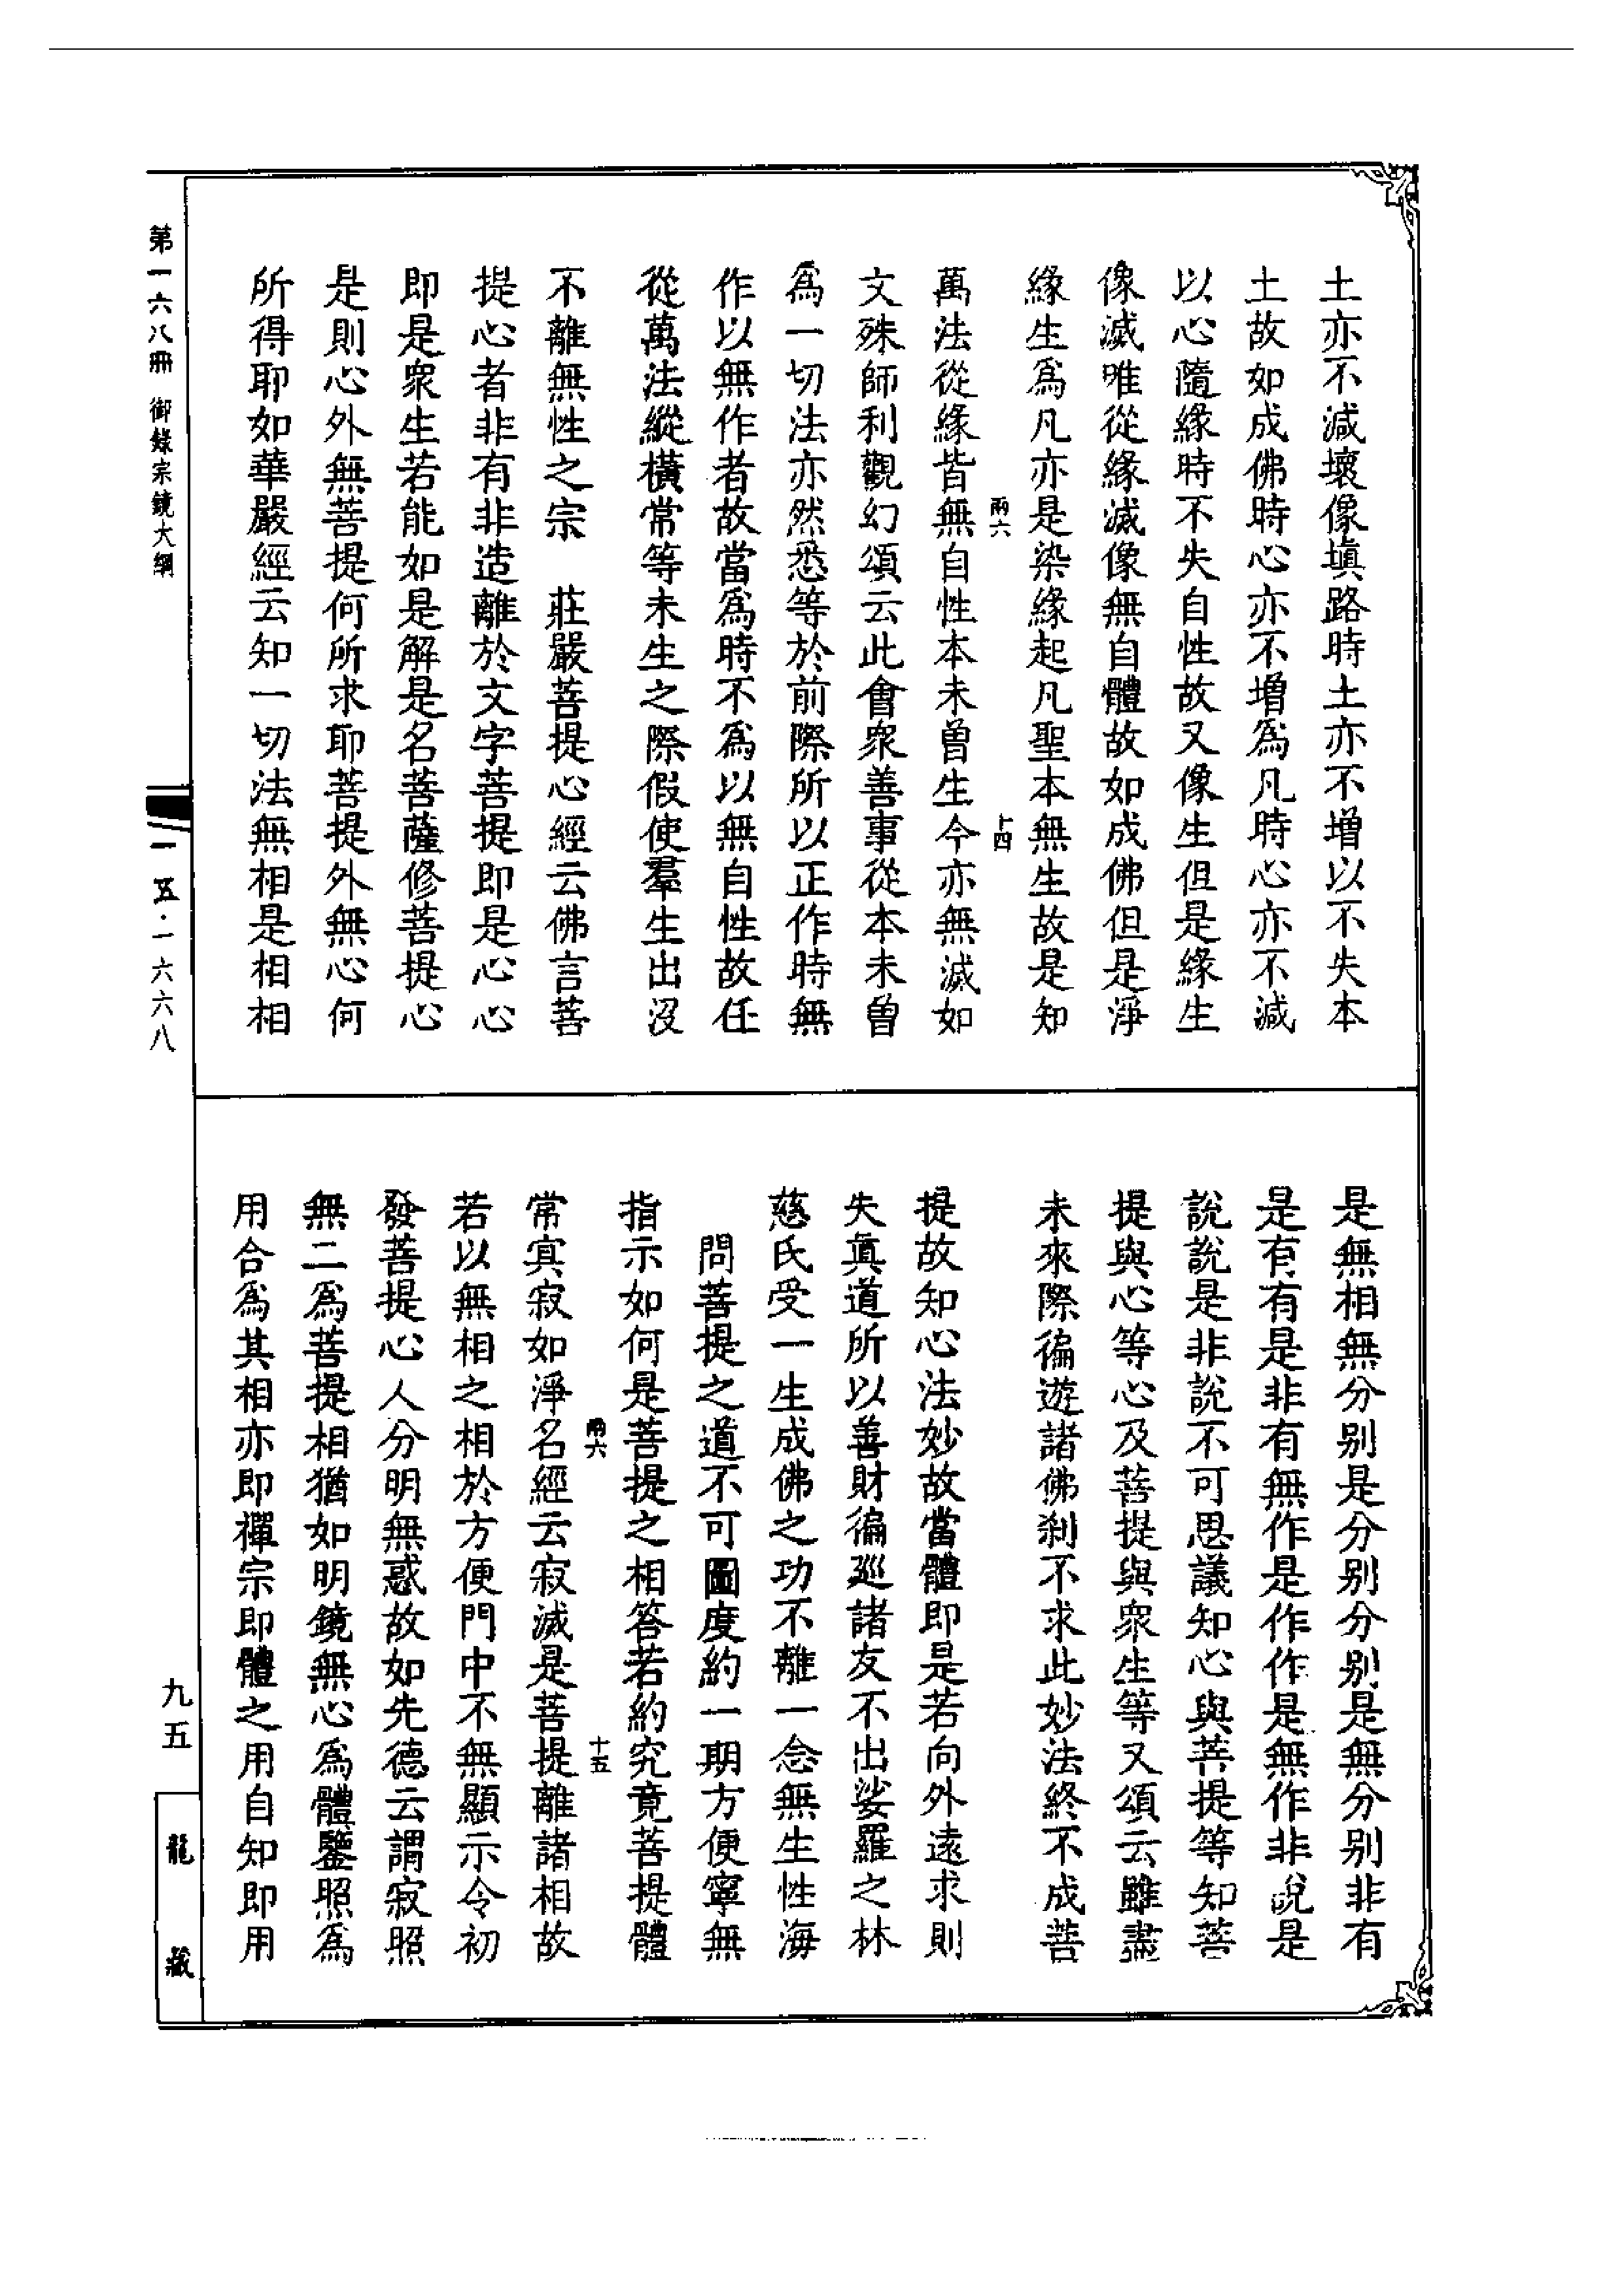 土亦不減壞像填路時土亦不增以不失本
土故如成佛時心亦不增為凡時心亦不減
以心隨緣時不失自性故又像生但是緣生
像滅唯從緣滅像無自體故如成佛但是淨
緣生為凡亦是染緣起凡聖本無生故是知
兩六
十四
萬法從緣皆無自性本未曾生今亦無滅如
文殊師利觀幻頌云此會眾善事從本未曾
為一切法亦然悉等於前際所以正作時無
作以無作者故當為時不為以無自性故任
從萬法縱橫常等未生之際假使羣生出沒
不離無性之宗　莊嚴菩提心經云佛言菩
提心者非有非造離於文字菩提即是心心
即是眾生若能如是解是名菩薩修菩提心
是則心外無菩提何所求耶菩提外無心何
所得耶如華嚴經云知一切法無相是相相
是無相無分別是分別分別是無分別非有
是有有是非有無作是作作是無作非說是
說說是非說不可思議知心與菩提等知菩
提與心等心及菩提與眾生等又頌云雖盡
未來際徧遊諸佛剎不求此妙法終不成菩
提故知心法妙故當體即是若向外遠求則
失真道所以善財徧巡諸友不出娑羅之林
慈氏受一生成佛之功不離一念無生性海
問菩提之道不可圖度約一期方便寧無
指示如何是菩提之相答若約究竟菩提體
兩六
十五
常寂寂如淨名經云寂滅是菩提離諸相故
若以無相之相於方便門中不無顯示令初
發菩提心人分明無惑故如先德云謂寂照
無二為菩提相猶如明鏡無心為體鑒照為
用合為其相亦即禪宗即體之用自知即用
第一六八冊　御錄宗鏡大綱
一五·一六六八
九五
龍藏